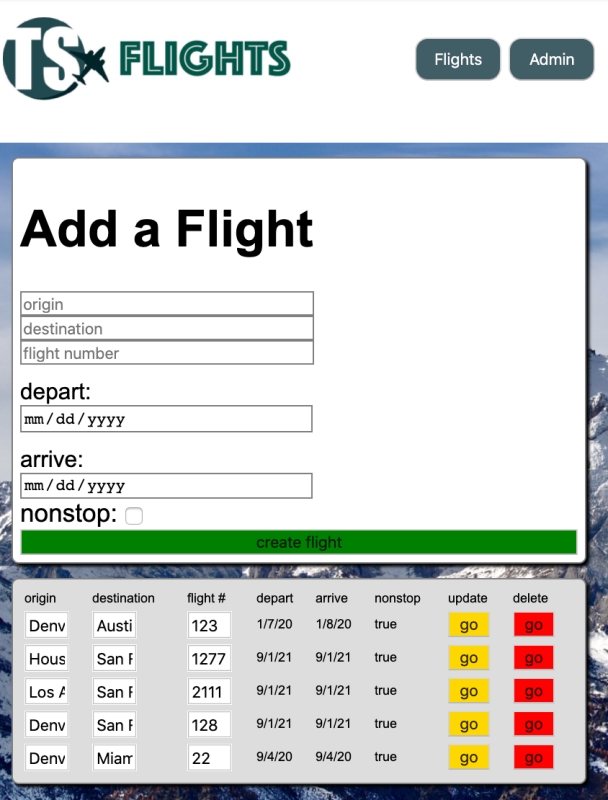 TS FLIGHTS
Flights Admin
Add a Flight
origin
destination
flight number
depart:
mm/dd/yyyy
arrive:
mm/dd/yyyy
nonstop:
create flight
origin destination flight # depart arrive nonstop update delete
Denv Austi 123 1/7/20 1/8/20 true go go
Hous San F 1277 9/1/21 9/1/21 true go go
Los A San F 2111 9/1/21 9/1/21 true go go
Denv San F 128 9/1/21 9/1/21 true go go
Denv Miam 22 9/4/20 9/4/20 true go go